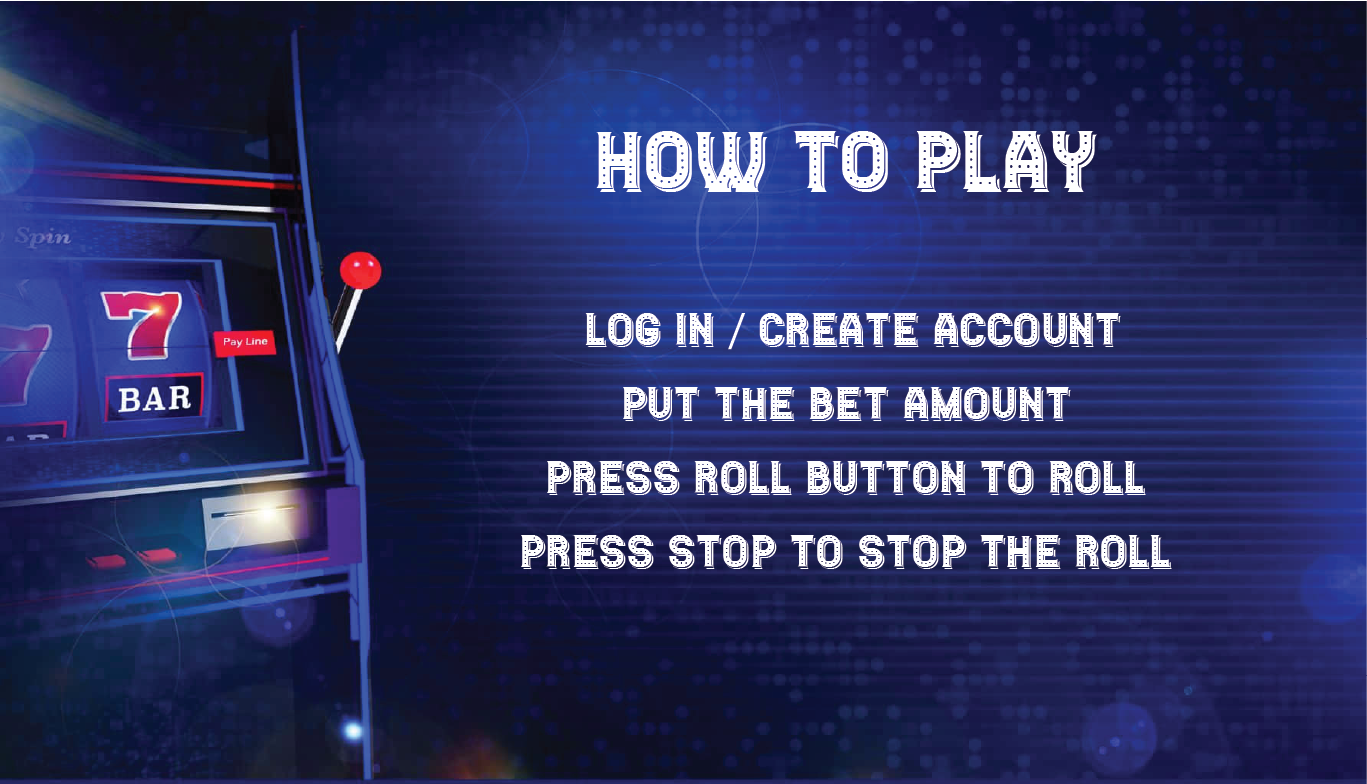 HOW TO PLAY
Spin
Pay Line
BAR
LOG IN / CREATE ACCOUNT
PUT THE BET AMOUNT
PRESS ROLL BUTTON TO ROLL
PRESS STOP TO STOP THE ROLL